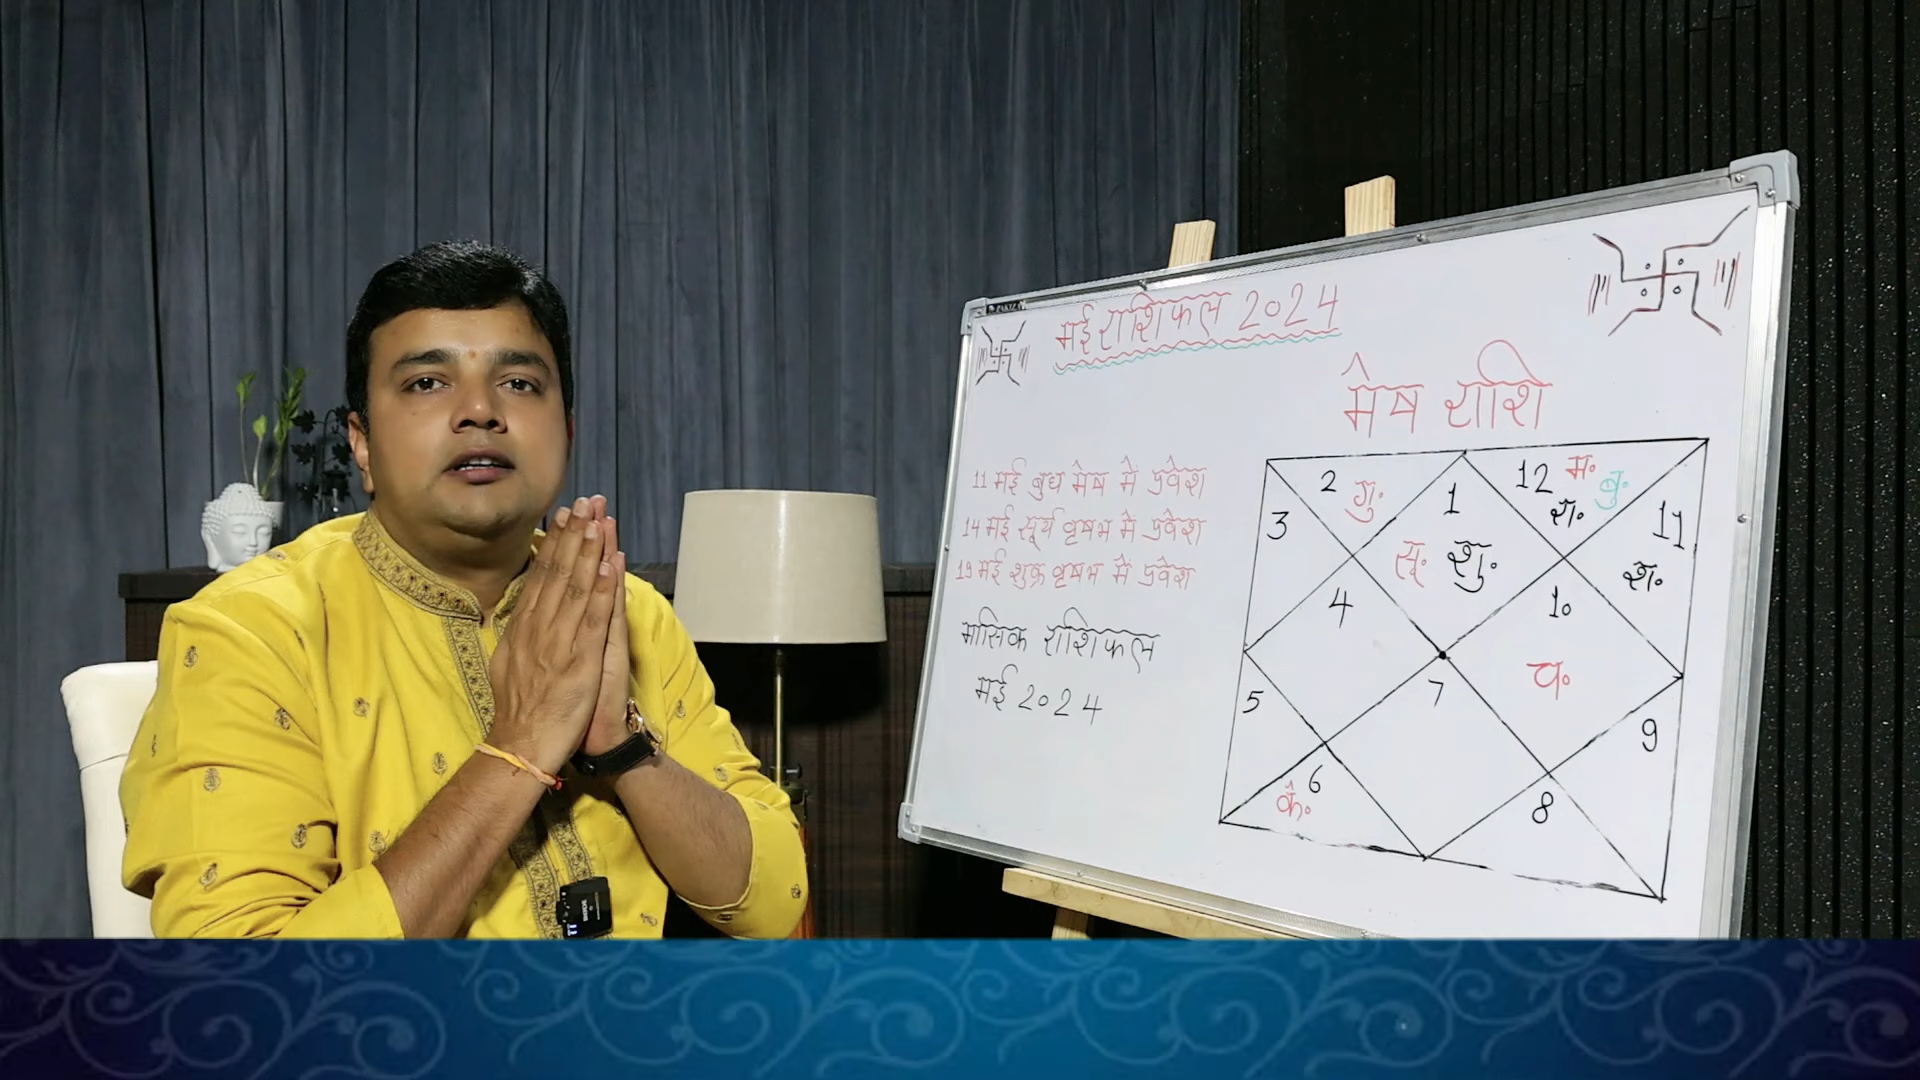 मई राशिफल 2024
मेष राशि
11 मई बुध मेष में प्रवेश
14 मई सूर्य वृषभ में प्रवेश
19 मई शुक्र वृषभ में प्रवेश
मासिक राशिफल
मई 2024
2 गु॰
1
सू॰ शु॰
12 मं॰ बु॰
रा॰
3
11
श॰
4
10
चं॰
5
7
9
6
के॰
8
RODE